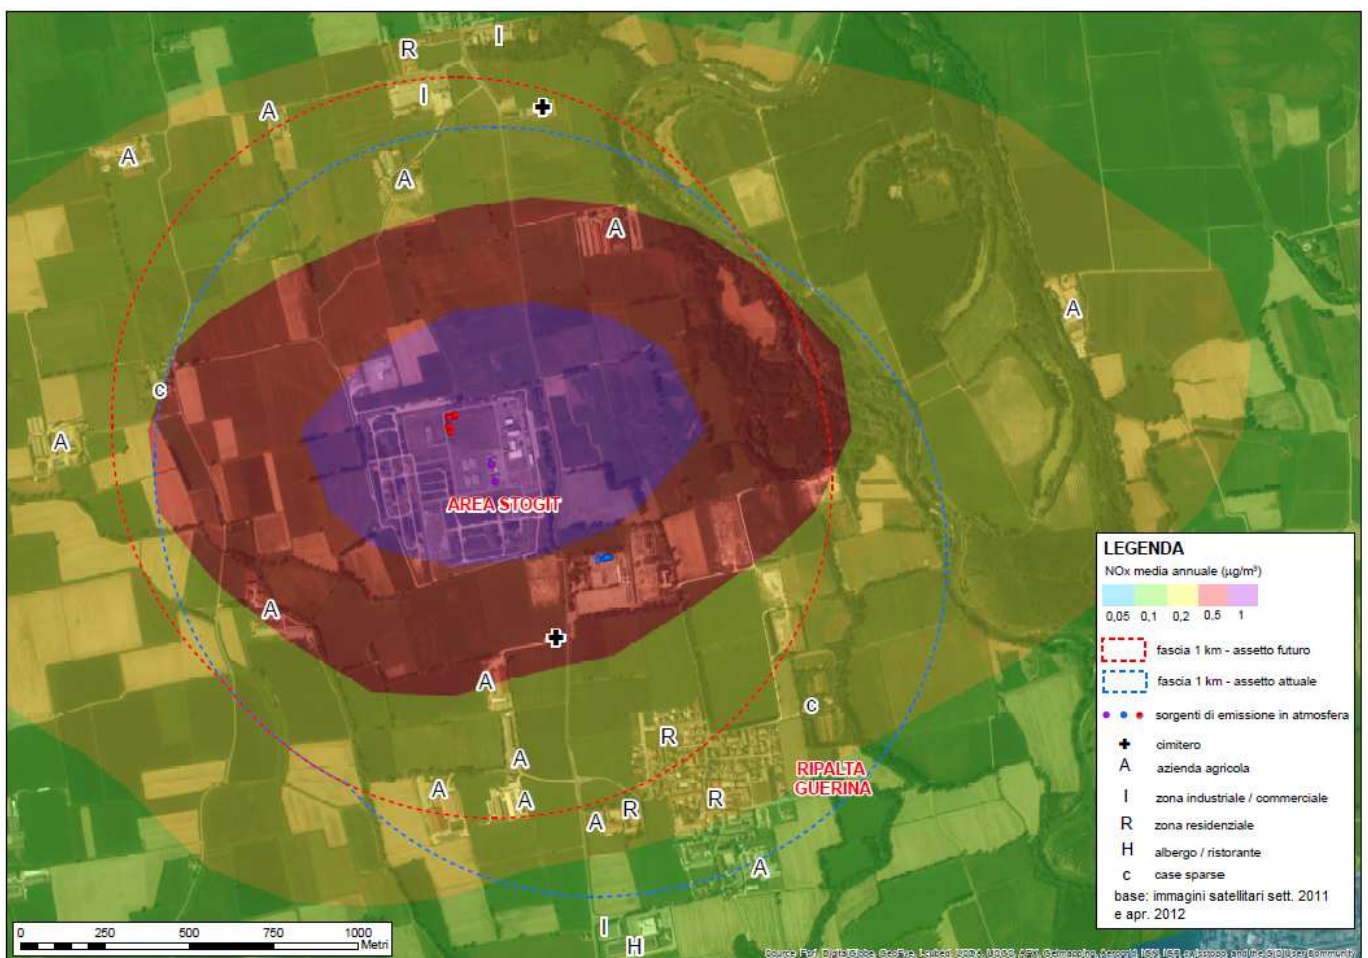 I
R
I
A
A
A
A
c
A
A
AREA STOGIT
A
A
c
R
A
RIPALTA
GUERINA
A
A
R
R
A
A
I
H
LEGENDA
NOx media annuale (µg/m³)
0,05 0,1 0,2 0,5 1
fascia 1 km - assetto futuro
fascia 1 km - assetto attuale
sorgenti di emissione in atmosfera
cimitero
A azienda agricola
I zona industriale / commerciale
R zona residenziale
H albergo / ristorante
c case sparse
base: immagini satellitari sett. 2011
e apr. 2012
0 250 500 750 1000
Metri